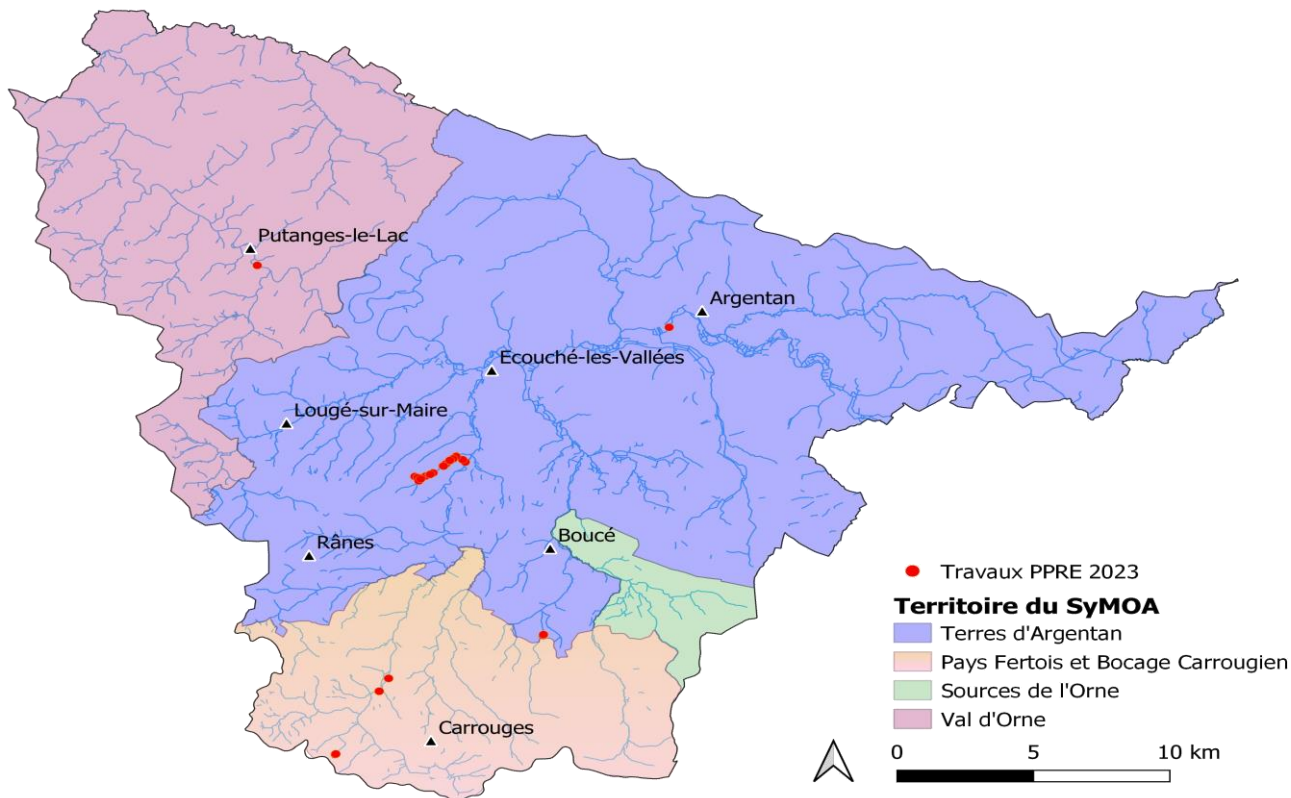 Putanges-le-Lac
Argentan
Ecouché-les-Vallées
Lougé-sur-Maire
Rânes
Boucé
Carrouges
Travaux PPRE 2023
Territoire du SyMOA
Terres d'Argentan
Pays Fertois et Bocage Carrougien
Sources de l'Orne
Val d'Orne
0 5 10 km